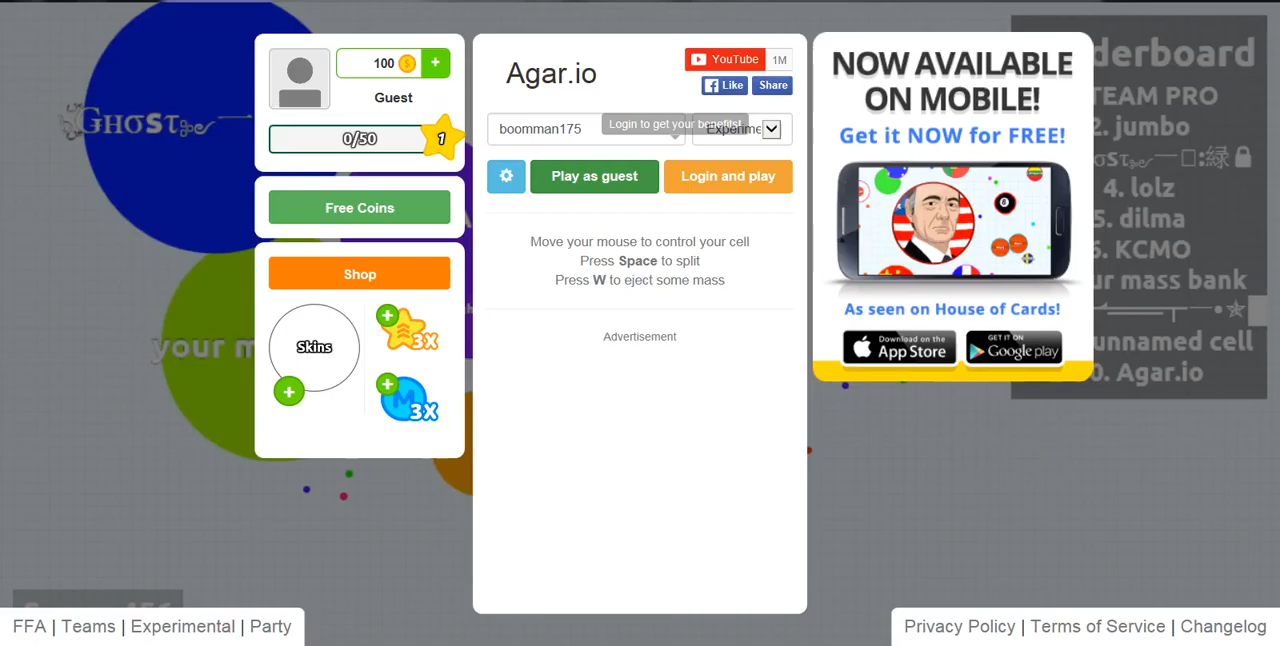 100
Guest
0/50
1
Free Coins
Shop
Skins
3X
M
3X
Agar.io
YouTube 1M
Like Share
boomman175
Login to get your benefits!
Experime
Play as guest
Login and play
Move your mouse to control your cell
Press Space to split
Press W to eject some mass
Advertisement
NOW AVAILABLE
ON MOBILE!
Get it NOW for FREE!
8
As seen on House of Cards!
Download on the
App Store
GET IT ON
Google play
derboard
TEAM PRO
2. jumbo
4. lolz
5. dilma
6. KCMO
ur mass bank
unnamed cell
0. Agar.io
GHσsτ
your m
FFA | Teams | Experimental | Party
Privacy Policy | Terms of Service | Changelog